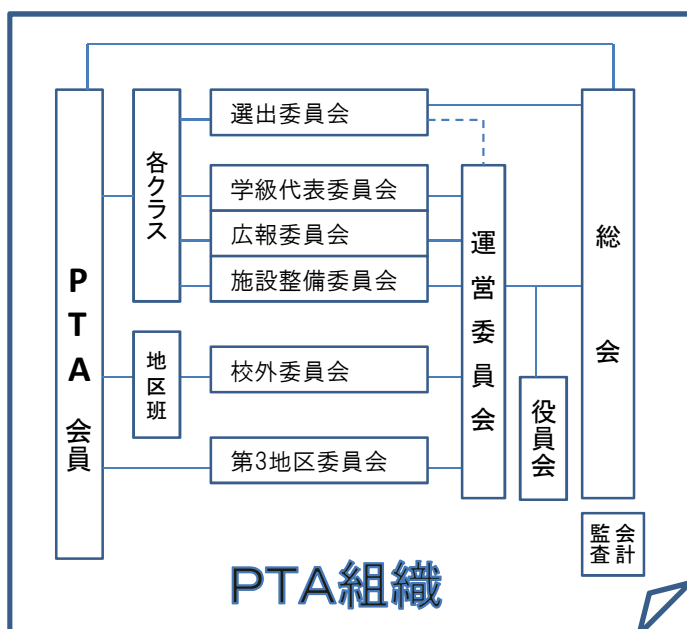 PTA会員
各クラス
地区班
選出委員会
学級代表委員会
広報委員会
施設整備委員会
校外委員会
第3地区委員会
運営委員会
役員会
総会
会計
監査
PTA組織